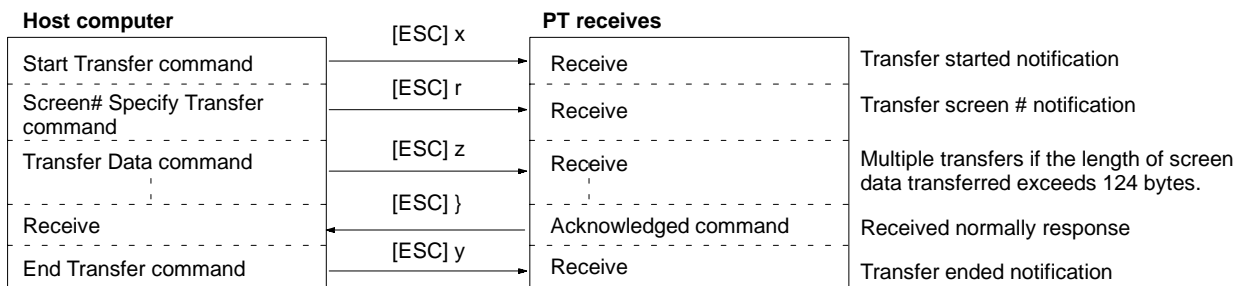 Host computer PT receives
[ESC] x
Start Transfer command Receive Transfer started notification
[ESC] r
Screen# Specify Transfer
command Receive Transfer screen # notification
[ESC] z
Transfer Data command Receive Multiple transfers if the length of screen
data transferred exceeds 124 bytes.
[ESC] }
Receive Acknowledged command Received normally response
[ESC] y
End Transfer command Receive Transfer ended notification